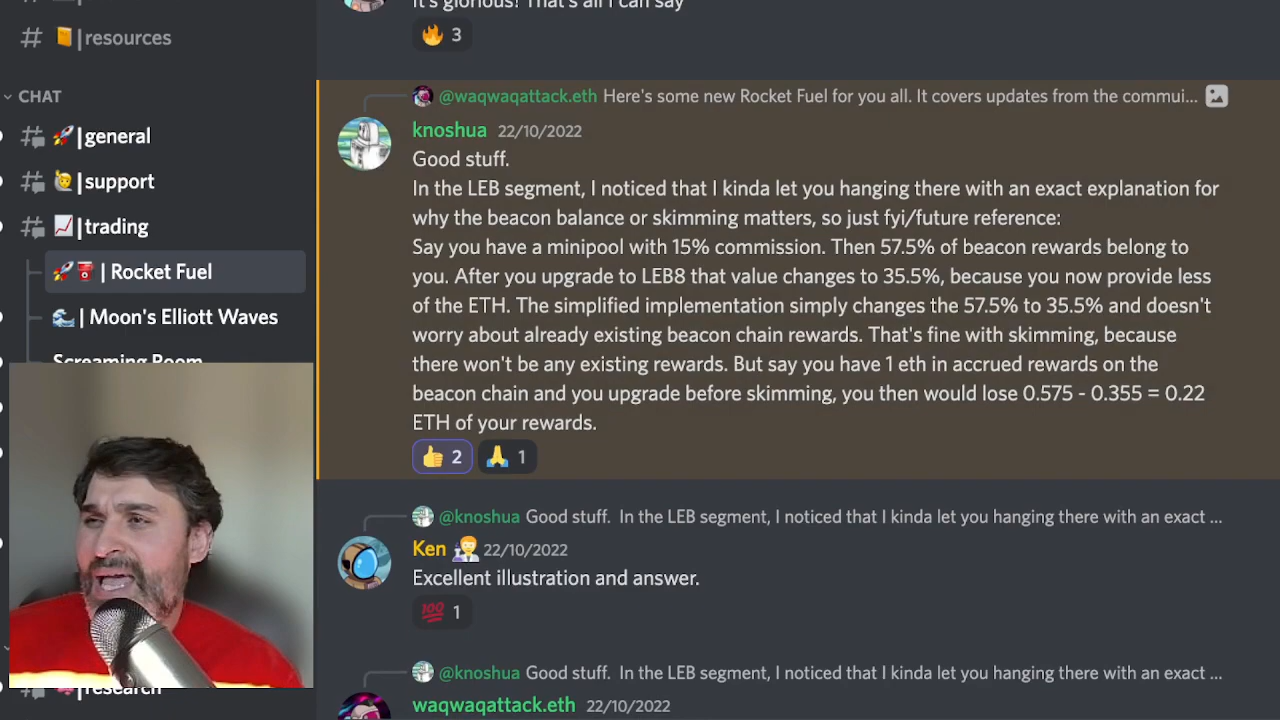 It's glorious! That's all I can say
🔥 3
# 📙|resources
CHAT
🚀|general
🙋|support
📈|trading
🚀⛽ | Rocket Fuel
🌊 | Moon's Elliott Waves
Screaming Room
research
@waqwaqattack.eth Here's some new Rocket Fuel for you all. It covers updates from the commui...
knoshua 22/10/2022
Good stuff.
In the LEB segment, I noticed that I kinda let you hanging there with an exact explanation for
why the beacon balance or skimming matters, so just fyi/future reference:
Say you have a minipool with 15% commission. Then 57.5% of beacon rewards belong to
you. After you upgrade to LEB8 that value changes to 35.5%, because you now provide less
of the ETH. The simplified implementation simply changes the 57.5% to 35.5% and doesn't
worry about already existing beacon chain rewards. That's fine with skimming, because
there won't be any existing rewards. But say you have 1 eth in accrued rewards on the
beacon chain and you upgrade before skimming, you then would lose 0.575 - 0.355 = 0.22
ETH of your rewards.
👍 2 🙏 1
@knoshua Good stuff. In the LEB segment, I noticed that I kinda let you hanging there with an exact ...
Ken 22/10/2022
Excellent illustration and answer.
💯 1
@knoshua Good stuff. In the LEB segment, I noticed that I kinda let you hanging there with an exact ...
waqwaqattack.eth 22/10/2022